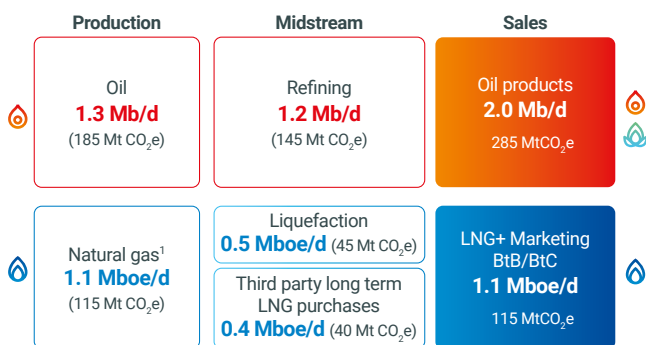 Production
Midstream
Sales
Oil
1.3 Mb/d
(185 Mt CO₂e)
Refining
1.2 Mb/d
(145 Mt CO₂e)
Oil products
2.0 Mb/d
285 MtCO₂e
Natural gas¹
1.1 Mboe/d
(115 Mt CO₂e)
Liquefaction
0.5 Mboe/d (45 Mt CO₂e)
Third party long term
LNG purchases
0.4 Mboe/d (40 Mt CO₂e)
LNG+ Marketing
BtB/BtC
1.1 Mboe/d
115 MtCO₂e